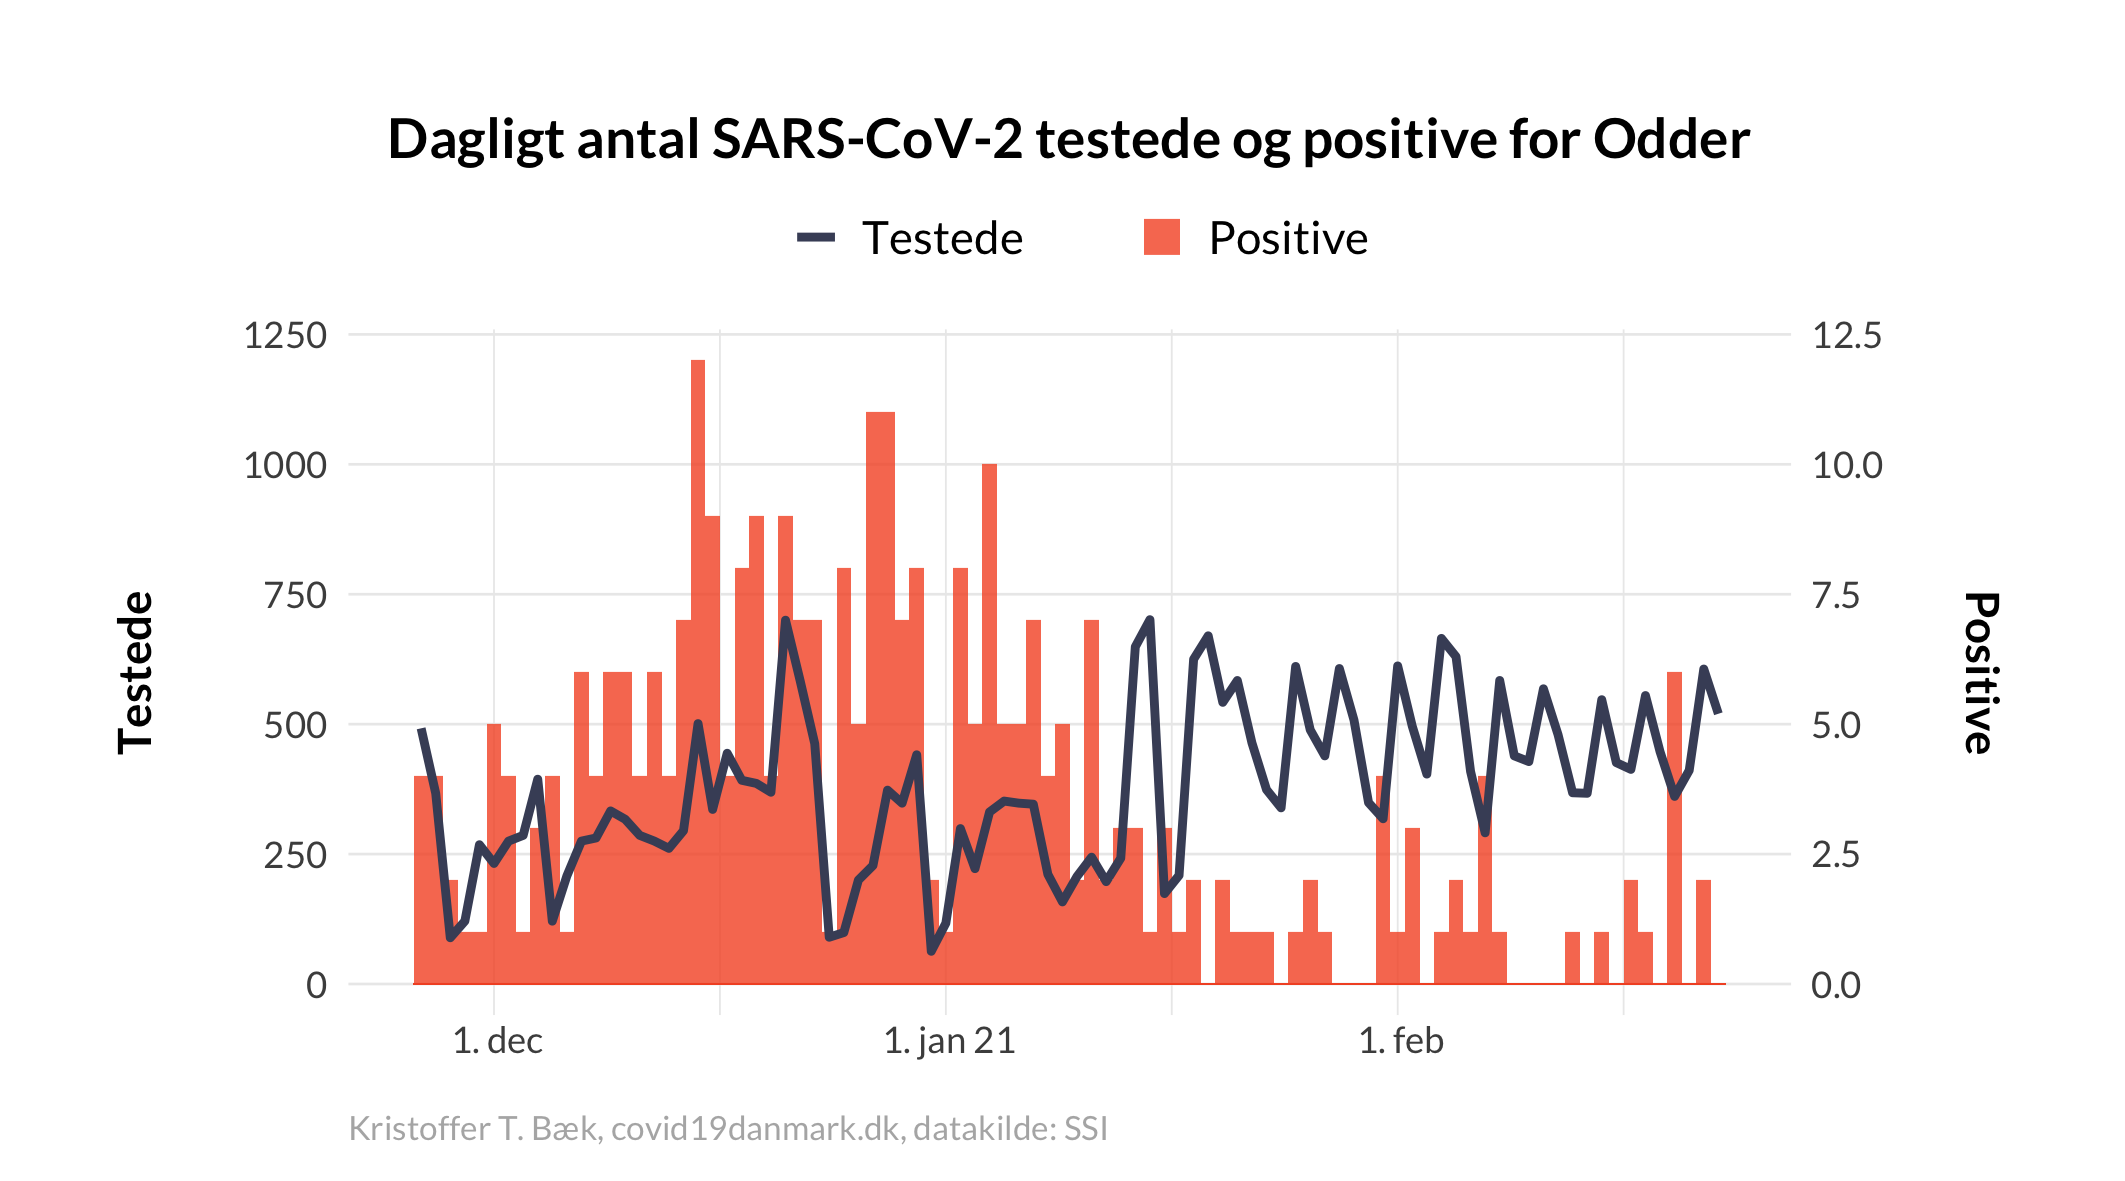 Dagligt antal SARS-CoV-2 testede og positive for Odder
Testede Positive
1250 12.5
1000 10.0
750 7.5
500 5.0
250 2.5
0 0.0
Testede
Positive
1. dec 1. jan 21 1. feb
Kristoffer T. Bæk, covid19danmark.dk, datakilde: SSI